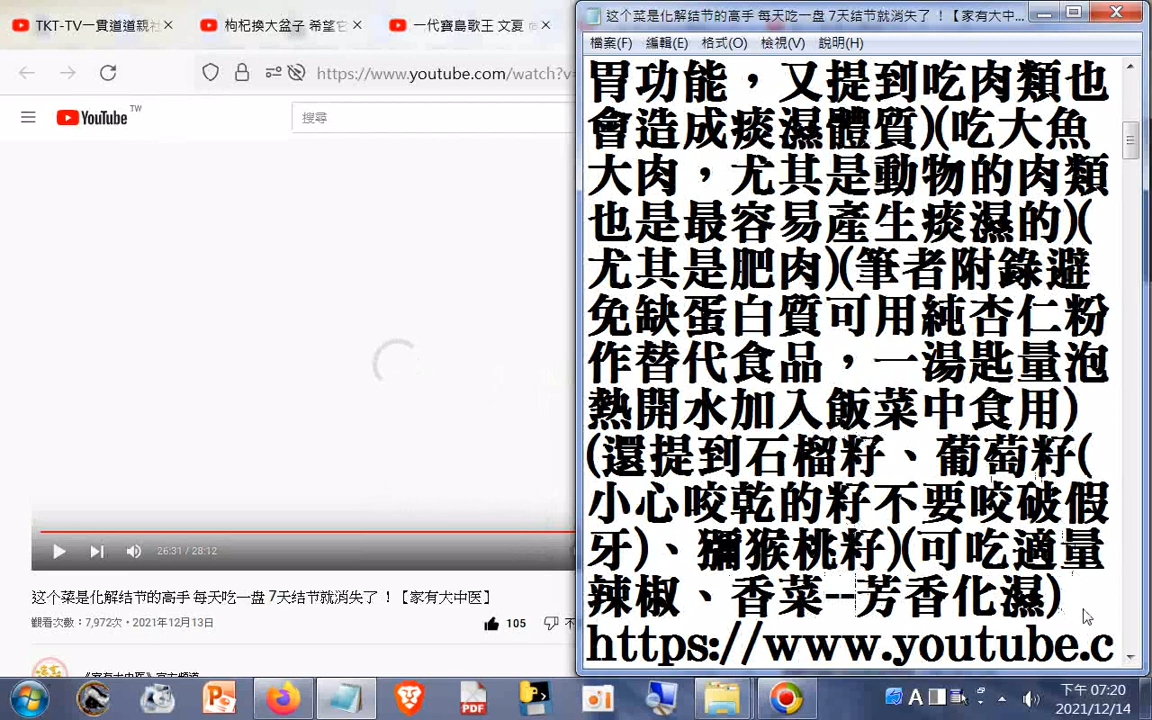 TKT-TV一貫道道親社
枸杞換大盆子 希望它
一代寶島歌王 文夏
https://www.youtube.com/watch?v=
YouTube TW
搜尋
26:31 / 28:12
这个菜是化解结节的高手 每天吃一盘 7天结节就消失了 ! 【家有大中医】
觀看次數：7,972次 • 2021年12月13日
105
不
《家有大中医》官方頻道
这个菜是化解结节的高手 每天吃一盘 7天结节就消失了 ! 【家有大中...
檔案(F) 編輯(E) 格式(O) 檢視(V) 說明(H)
胃功能，又提到吃肉類也
會造成痰濕體質)(吃大魚
大肉，尤其是動物的肉類
也是最容易產生痰濕的)(
尤其是肥肉)(筆者附錄避
免缺蛋白質可用純杏仁粉
作替代食品，一湯匙量泡
熱開水加入飯菜中食用)
(還提到石榴籽、葡萄籽(
小心咬乾的籽不要咬破假
牙)、獼猴桃籽)(可吃適量
辣椒、香菜--芳香化濕)
https://www.youtube.c
PDF
A
下午 07:20
2021/12/14